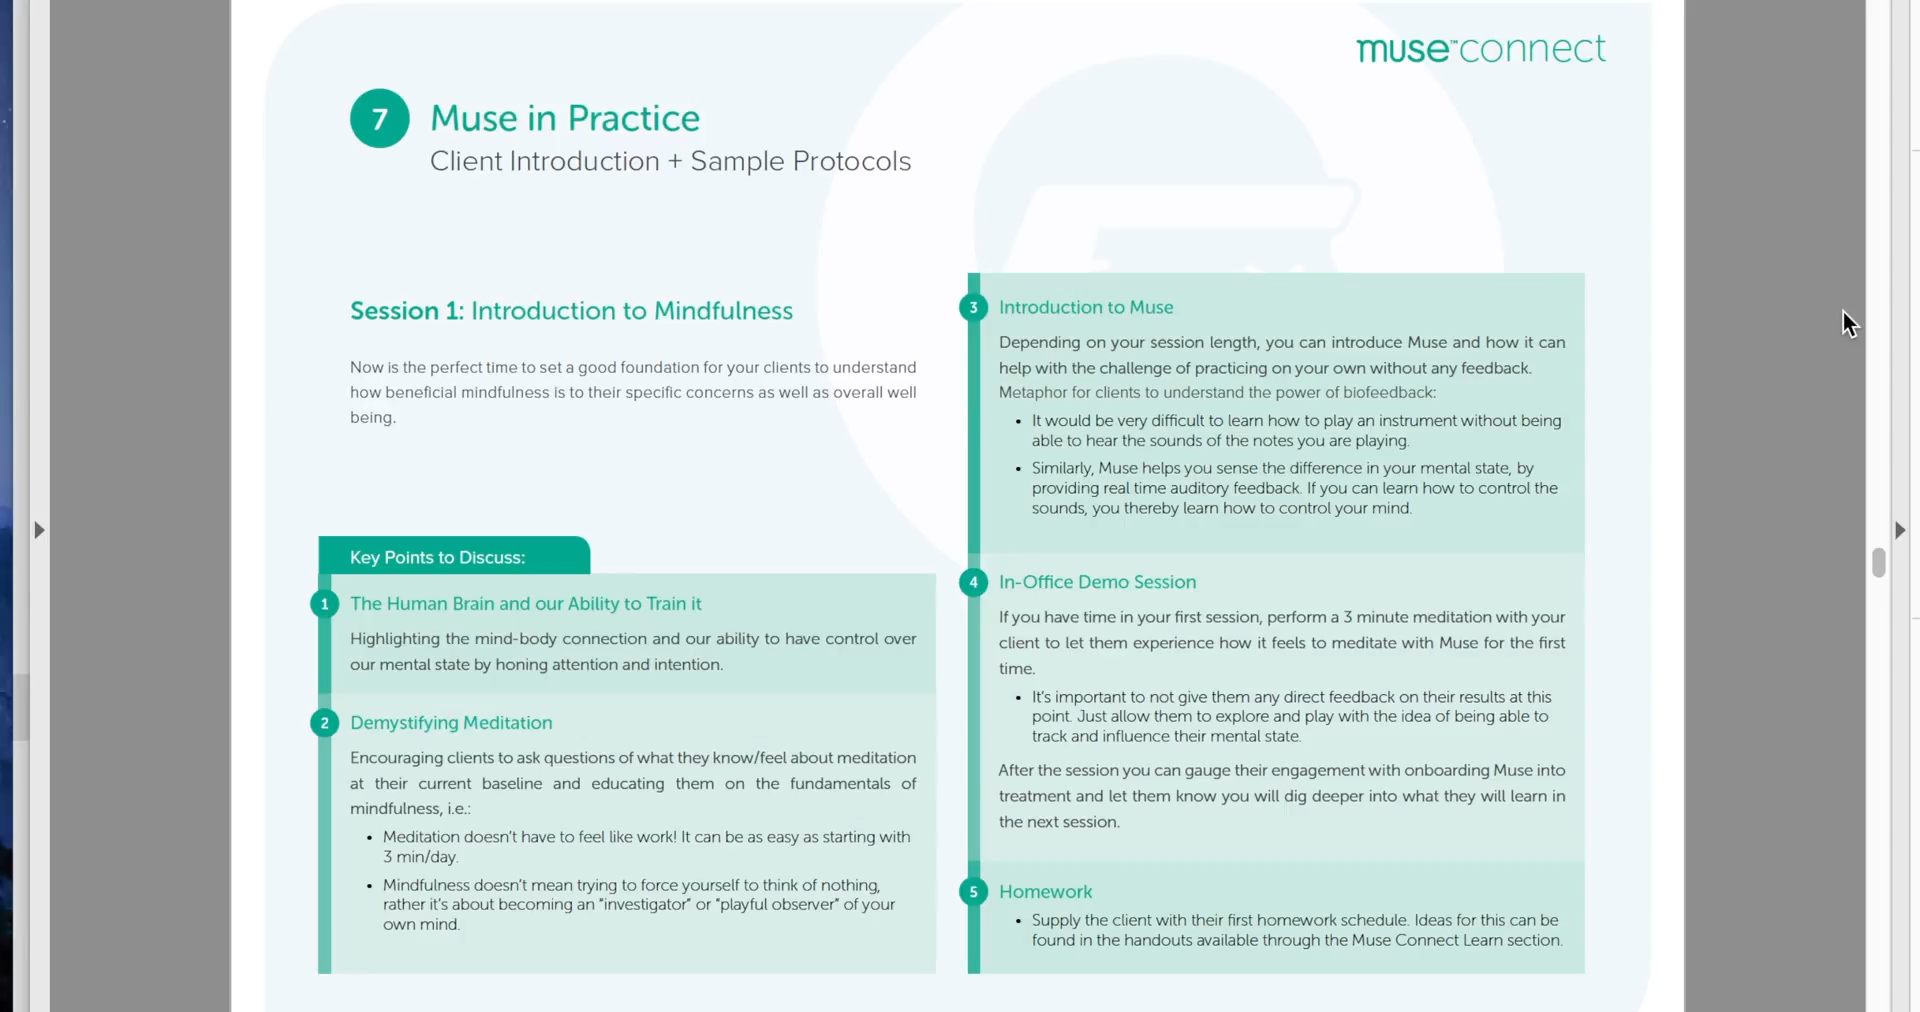 muse™connect
7
Muse in Practice
Client Introduction + Sample Protocols
Session 1: Introduction to Mindfulness
Now is the perfect time to set a good foundation for your clients to understand
how beneficial mindfulness is to their specific concerns as well as overall well
being.
Key Points to Discuss:
1 The Human Brain and our Ability to Train it
Highlighting the mind-body connection and our ability to have control over
our mental state by honing attention and intention.
2 Demystifying Meditation
Encouraging clients to ask questions of what they know/feel about meditation
at their current baseline and educating them on the fundamentals of
mindfulness, i.e.:
• Meditation doesn't have to feel like work! It can be as easy as starting with
3 min/day.
• Mindfulness doesn't mean trying to force yourself to think of nothing,
rather it's about becoming an "investigator" or "playful observer" of your
own mind.
3 Introduction to Muse
Depending on your session length, you can introduce Muse and how it can
help with the challenge of practicing on your own without any feedback.
Metaphor for clients to understand the power of biofeedback:
• It would be very difficult to learn how to play an instrument without being
able to hear the sounds of the notes you are playing.
• Similarly, Muse helps you sense the difference in your mental state, by
providing real time auditory feedback. If you can learn how to control the
sounds, you thereby learn how to control your mind.
4 In-Office Demo Session
If you have time in your first session, perform a 3 minute meditation with your
client to let them experience how it feels to meditate with Muse for the first
time.
• It's important to not give them any direct feedback on their results at this
point. Just allow them to explore and play with the idea of being able to
track and influence their mental state.
After the session you can gauge their engagement with onboarding Muse into
treatment and let them know you will dig deeper into what they will learn in
the next session.
5 Homework
• Supply the client with their first homework schedule. Ideas for this can be
found in the handouts available through the Muse Connect Learn section.